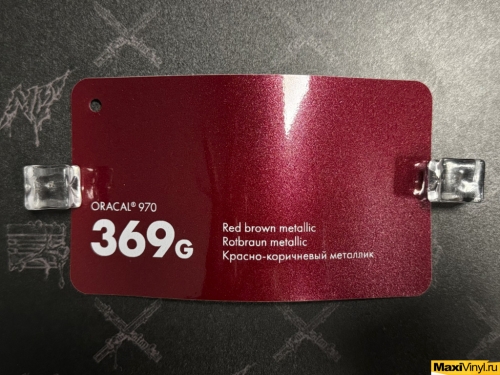 ORACAL® 970
369G
Red brown metallic
Rotbraun metallic
Красно-коричневый металлик
MaxiVinyl.ru